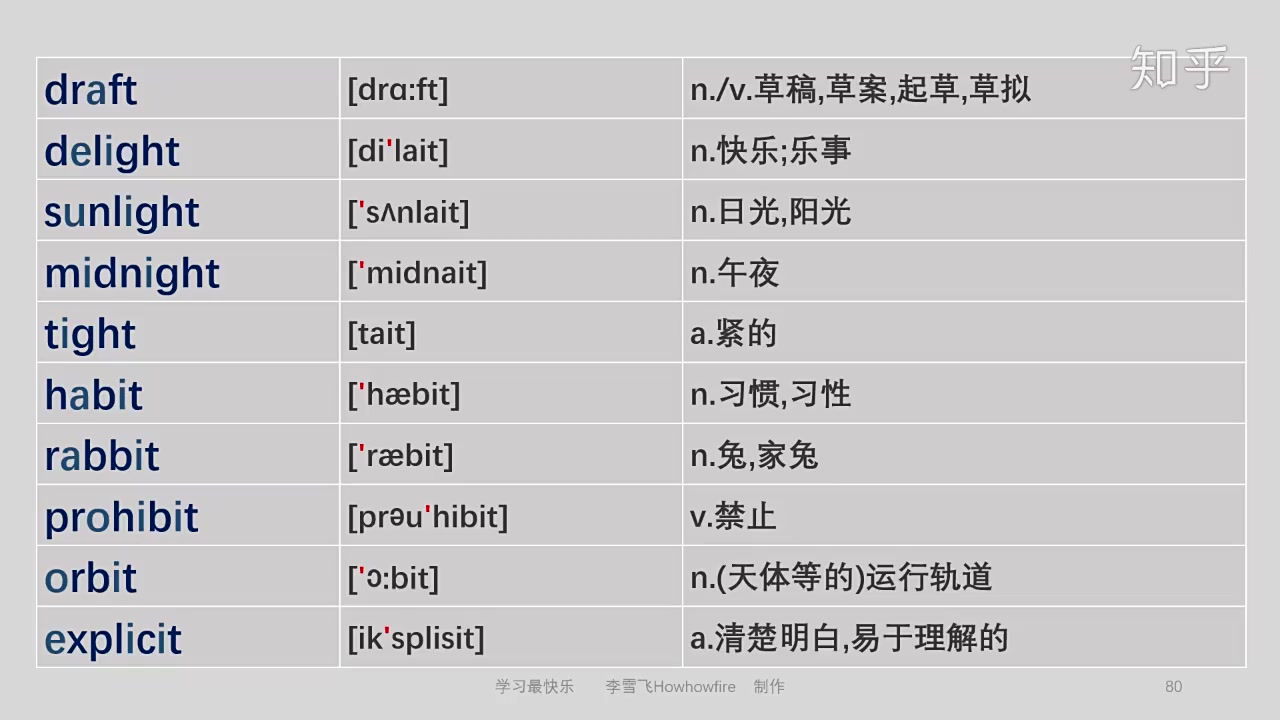 知乎
draft [drɑ:ft] n./v.草稿,草案,起草,草拟
delight [di'lait] n.快乐;乐事
sunlight ['sʌnlait] n.日光,阳光
midnight ['midnait] n.午夜
tight [tait] a.紧的
habit ['hæbit] n.习惯,习性
rabbit ['ræbit] n.兔,家兔
prohibit [prəu'hibit] v.禁止
orbit ['ɔ:bit] n.(天体等的)运行轨道
explicit [ik'splisit] a.清楚明白,易于理解的
学习最快乐 李雪飞Howhowfire 制作 80